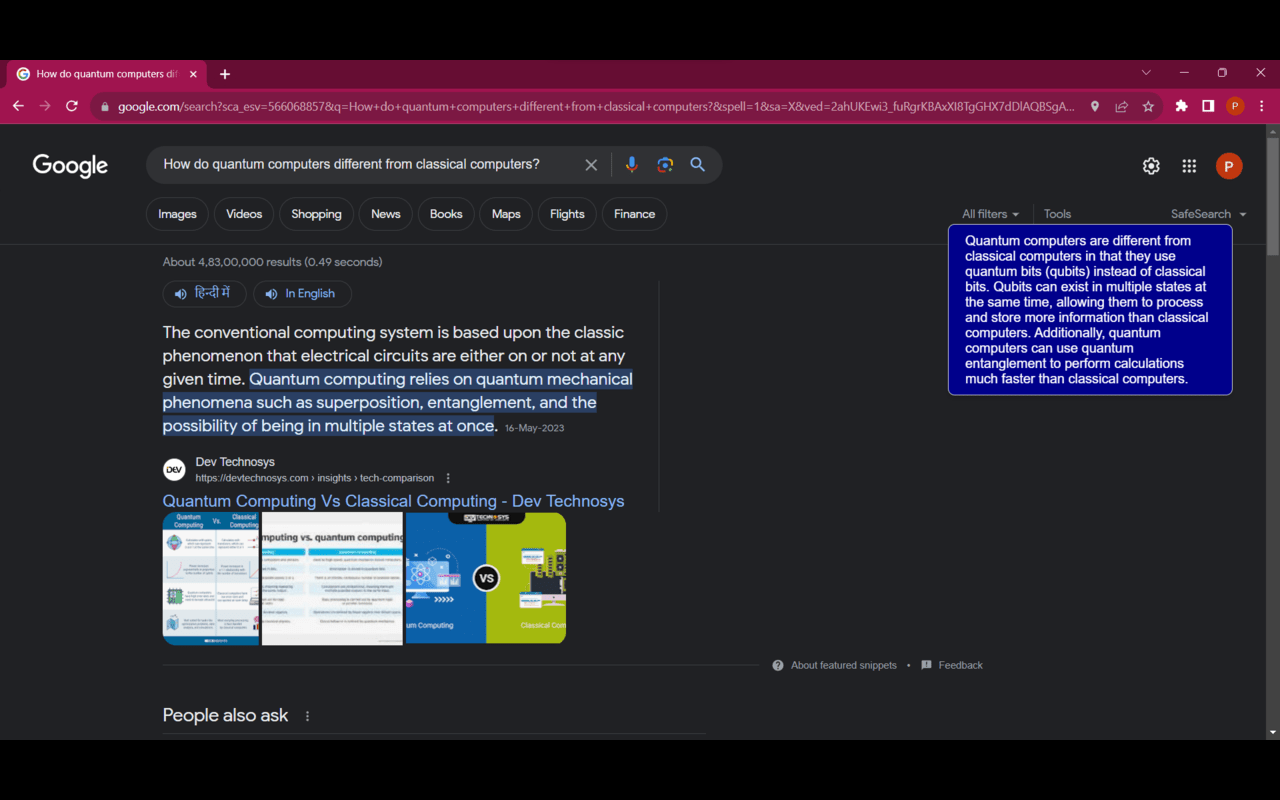 How do quantum computers dif
google.com/search?sca_esv=566068857&q=How+do+quantum+computers+different+from+classical+computers?&spell=1&sa=X&ved=2ahUKEwi3_fuRgrKBAxXI8TgGHX7dDlAQBSgA...
P
Google
How do quantum computers different from classical computers?
P
Images
Videos
Shopping
News
Books
Maps
Flights
Finance
All filters
Tools
SafeSearch
About 4,83,00,000 results (0.49 seconds)
हिन्दी में
In English
The conventional computing system is based upon the classic
phenomenon that electrical circuits are either on or not at any
given time. Quantum computing relies on quantum mechanical
phenomena such as superposition, entanglement, and the
possibility of being in multiple states at once. 16-May-2023
DEV
Dev Technosys
https://devtechnosys.com › insights › tech-comparison
Quantum Computing Vs Classical Computing - Dev Technosys
Quantum
Computing
Vs.
Classical
Computing
mputing vs. quantum computing
VS
um Computing
Classical Com
About featured snippets
•
Feedback
People also ask
Quantum computers are different from
classical computers in that they use
quantum bits (qubits) instead of classical
bits. Qubits can exist in multiple states at
the same time, allowing them to process
and store more information than classical
computers. Additionally, quantum
computers can use quantum
entanglement to perform calculations
much faster than classical computers.